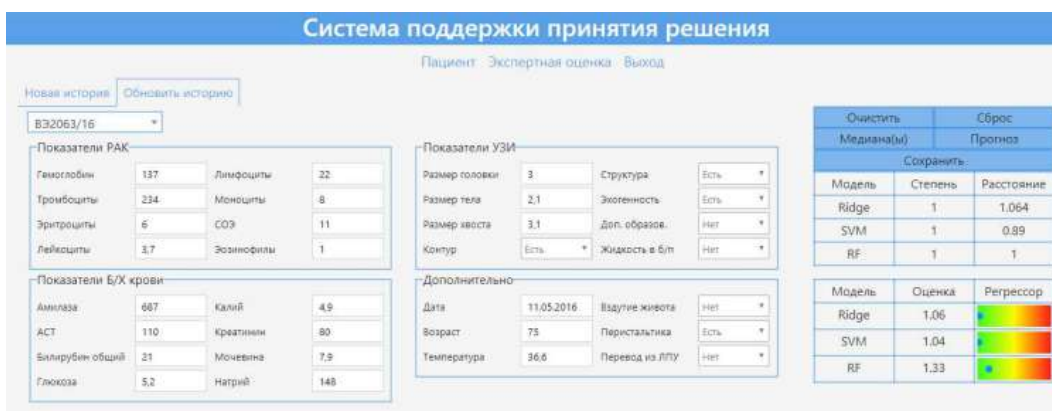 Система поддержки принятия решения
Пациент Экспертная оценка Выход
Новая история Обновить историю
ВЭ2063/16
Показатели РАК
Гемоглобин 137 Лимфоциты 22
Тромбоциты 234 Моноциты 8
Эритроциты 6 СОЭ 11
Лейкоциты 3,7 Эозинофилы 1
Показатели УЗИ
Размер головки 3 Структура Есть
Размер тела 2,1 Эхогенность Есть
Размер хвоста 3,1 Доп. образов. Нет
Контур Есть Жидкость в б/п Нет
Показатели Б/Х крови
Амилаза 667 Калий 4,9
АСТ 110 Креатинин 80
Билирубин общий 21 Мочевина 7,9
Глюкоза 5,2 Натрий 148
Дополнительно
Дата 11.05.2016 Вздутие живота Нет
Возраст 75 Перистальтика Есть
Температура 36,6 Перевод из ЛПУ Нет
Очистить Сброс
Медиана(ы) Прогноз
Сохранить
Модель Степень Расстояние
Ridge 1 1.064
SVM 1 0.89
RF 1 1
Модель Оценка Регрессор
Ridge 1.06
SVM 1.04
RF 1.33